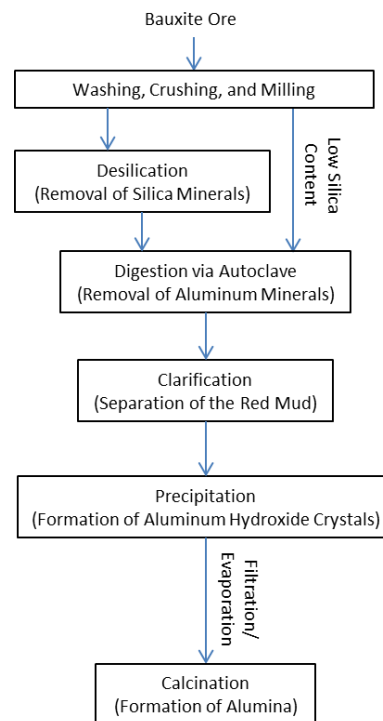 Bauxite Ore
Washing, Crushing, and Milling
Low Silica
Content
Desilication
(Removal of Silica Minerals)
Digestion via Autoclave
(Removal of Aluminum Minerals)
Clarification
(Separation of the Red Mud)
Precipitation
(Formation of Aluminum Hydroxide Crystals)
Filtration/
Evaporation
Calcination
(Formation of Alumina)